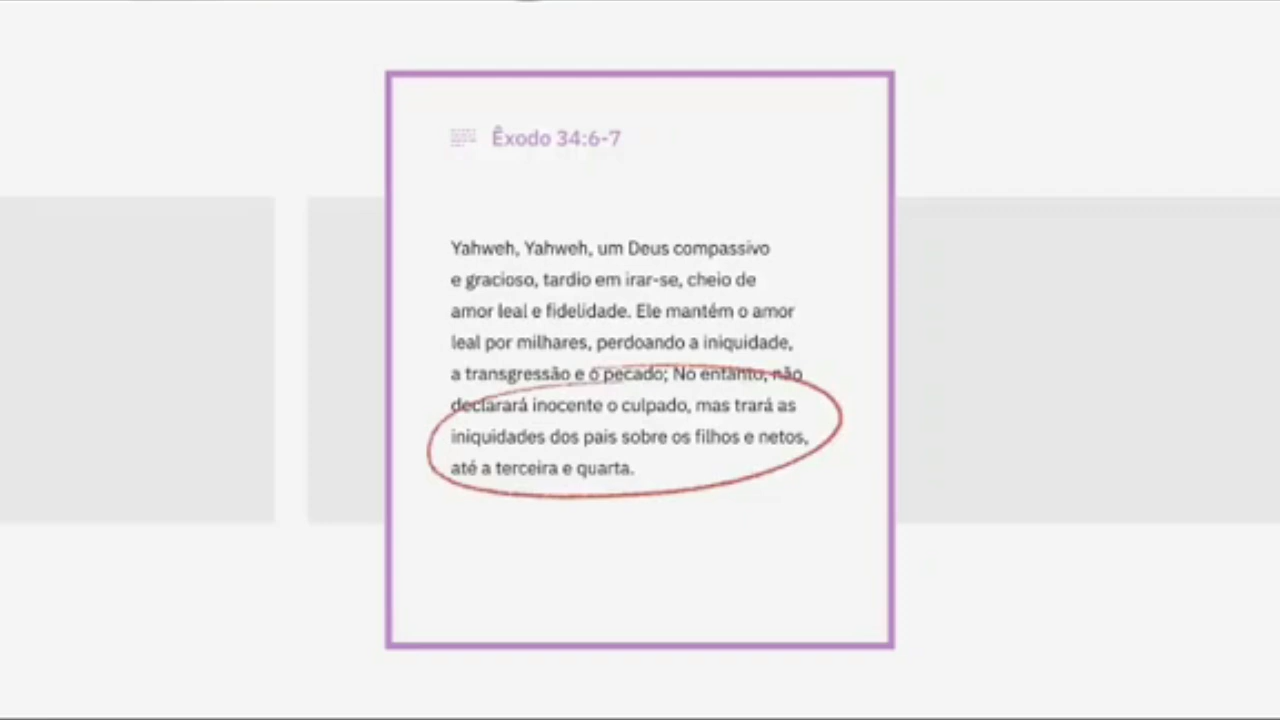 Êxodo 34:6-7
Yahweh, Yahweh, um Deus compassivo
e gracioso, tardio em irar-se, cheio de
amor leal e fidelidade. Ele mantém o amor
leal por milhares, perdoando a iniquidade,
a transgressão e o pecado; No entanto, não
declarará inocente o culpado, mas trará as
iniquidades dos pais sobre os filhos e netos,
até a terceira e quarta.